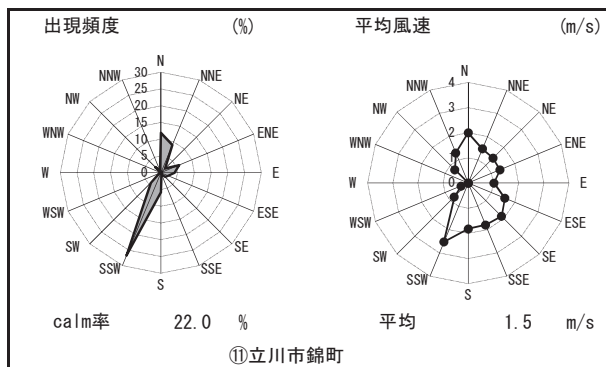 出現頻度 (%)
N
NNW NNE
NW NE
WNW ENE
W E
WSW ESE
SW SE
SSW SSE
S
30
25
20
15
10
5
0
calm率 22.0 %
平均風速 (m/s)
N
NNW NNE
NW NE
WNW ENE
W E
WSW ESE
SW SE
SSW SSE
S
4
3
2
1
0
平均 1.5 m/s
⑪立川市錦町